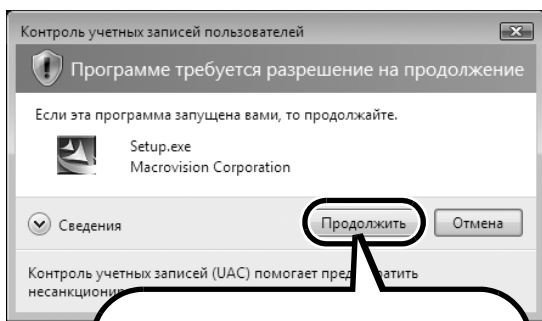 Контроль учетных записей пользователей
Программе требуется разрешение на продолжение
Если эта программа запущена вами, то продолжайте.
Setup.exe
Macrovision Corporation
Сведения
Продолжить
Отмена
Контроль учетных записей (UAC) помогает